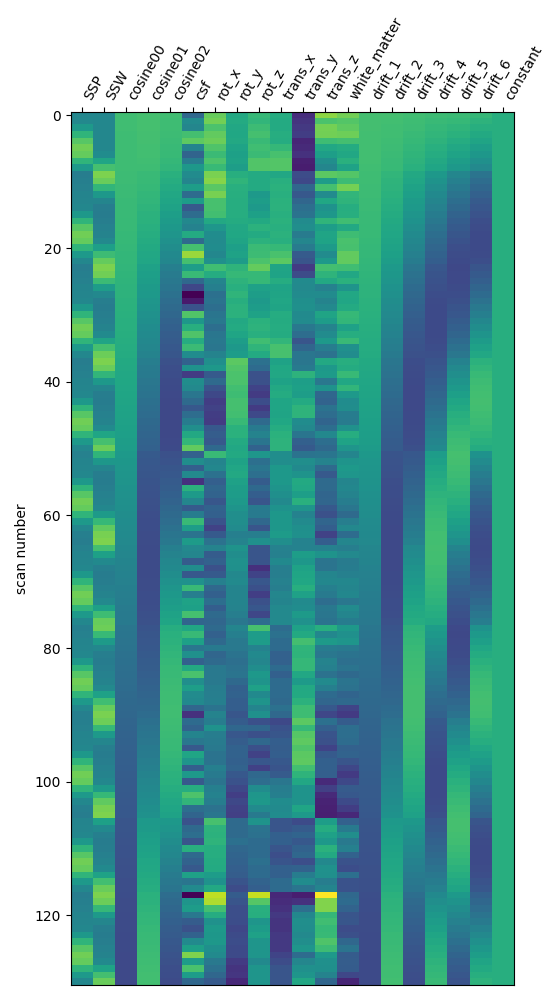 SSP
SSW
cosine00
cosine01
cosine02
csf
rot_x
rot_y
rot_z
trans_x
trans_y
trans_z
white_matter
drift_1
drift_2
drift_3
drift_4
drift_5
drift_6
constant
0
20
40
60
80
100
120
scan number